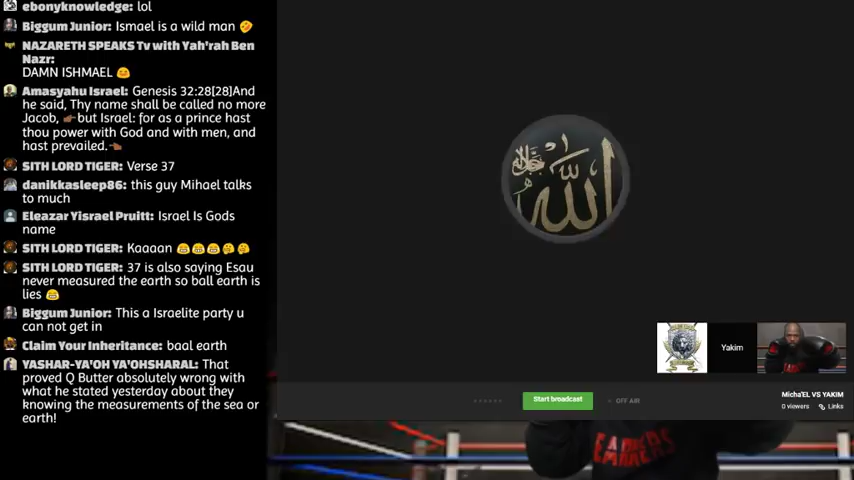 ebonyknowledge: lol
Biggum Junior: Ismael is a wild man 🤣
NAZARETH SPEAKS Tv with Yah'rah Ben
Nazr:
DAMN ISHMAEL 😊
Amasyahu Israel: Genesis 32:28[28]And
he said, Thy name shall be called no more
Jacob, 👉🏾but Israel: for as a prince hast
thou power with God and with men, and
hast prevailed.👈🏾
SITH LORD TIGER: Verse 37
danikkasleep86: this guy Mihael talks
to much
Eleazar Yisrael Pruitt: Israel Is Gods
name
SITH LORD TIGER: Kaaaan 😂😂😂🤔🤔
SITH LORD TIGER: 37 is also saying Esau
never measured the earth so ball earth is
lies 😂
Biggum Junior: This a Israelite party u
can not get in
Claim Your Inheritance: baal earth
YASHAR-YA'OH YA'OHSHARAL: That
proved Q Butter absolutely wrong with
what he stated yesterday about they
knowing the measurements of the sea or
earth!
الله
جل جلاله
Yakim
Start broadcast
OFF AIR
Micha'EL VS YAKIM
0 viewers
Links